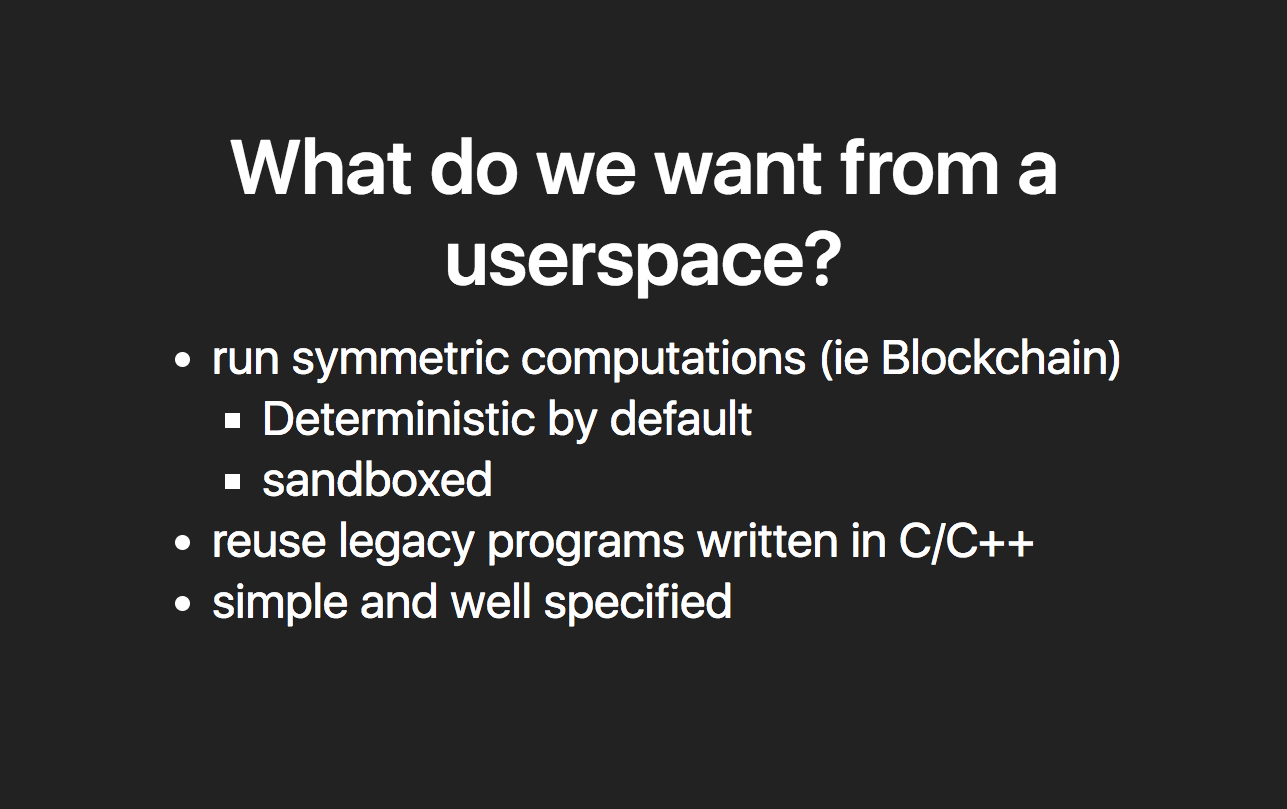 What do we want from a
userspace?
• run symmetric computations (ie Blockchain)
▪ Deterministic by default
▪ sandboxed
• reuse legacy programs written in C/C++
• simple and well specified